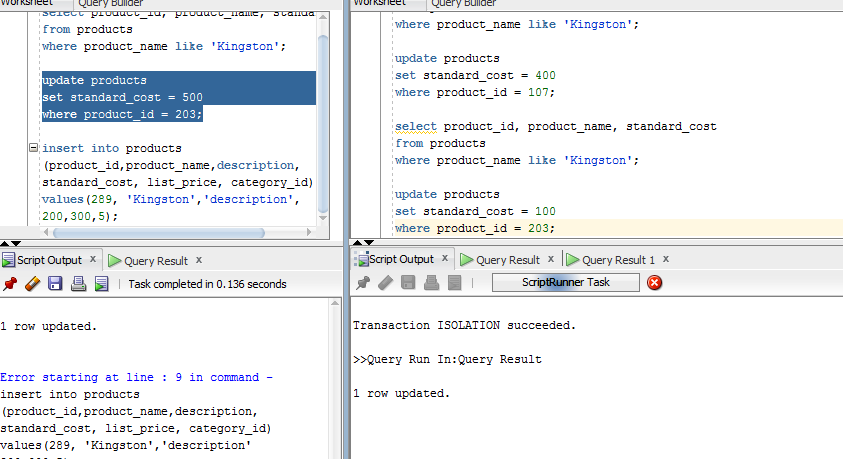 Worksheet Query Builder
select product_id, product_name, standa
from products
where product_name like 'Kingston';
update products
set standard_cost = 500
where product_id = 203;
insert into products
(product_id,product_name,description,
standard_cost, list_price, category_id)
values(289, 'Kingston','description',
200,300,5);
Script Output x Query Result x
Task completed in 0.136 seconds
1 row updated.
Error starting at line : 9 in command -
insert into products
(product_id,product_name,description,
standard_cost, list_price, category_id)
values(289, 'Kingston','description'
200,300,5)
Worksheet Query Builder
where product_name like 'Kingston';
update products
set standard_cost = 400
where product_id = 107;
select product_id, product_name, standard_cost
from products
where product_name like 'Kingston';
update products
set standard_cost = 100
where product_id = 203;
Script Output x Query Result x Query Result 1 x
ScriptRunner Task
Transaction ISOLATION succeeded.
>>Query Run In:Query Result
1 row updated.